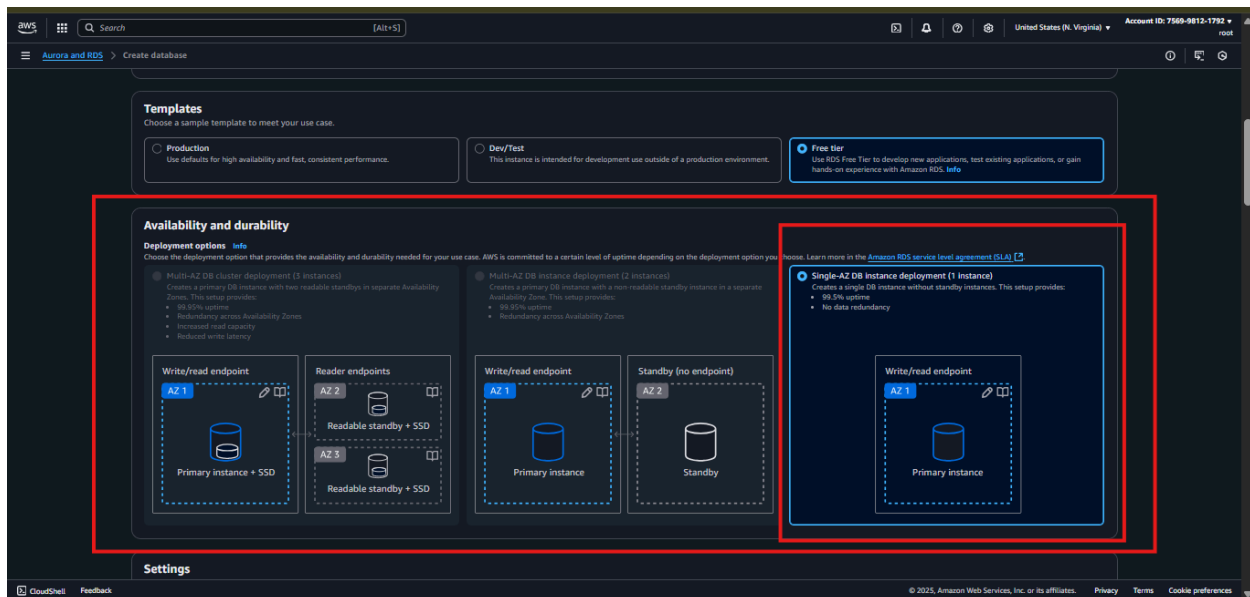 aws
Search
[Alt+S]
United States (N. Virginia)
Account ID: 7569-9812-1792
root
Aurora and RDS > Create database
Templates
Choose a sample template to meet your use case.
Production
Use defaults for high availability and fast, consistent performance.
Dev/Test
This instance is intended for development use outside of a production environment.
Free tier
Use RDS Free Tier to develop new applications, test existing applications, or gain
hands-on experience with Amazon RDS. Info
Availability and durability
Deployment options Info
Choose the deployment option that provides the availability and durability needed for your use case. AWS is committed to a certain level of uptime depending on the deployment option you choose. Learn more in the Amazon RDS service level agreement (SLA)
Multi-AZ DB cluster deployment (3 instances)
Creates a primary DB instance with two readable standbys in separate Availability
Zones. This setup provides:
• 99.95% uptime
• Redundancy across Availability Zones
• Increased read capacity
• Reduced write latency
Write/read endpoint
AZ 1
Primary instance + SSD
Reader endpoints
AZ 2
Readable standby + SSD
AZ 3
Readable standby + SSD
Multi-AZ DB instance deployment (2 instances)
Creates a primary DB instance with a non-readable standby instance in a separate
Availability Zone. This setup provides:
• 99.95% uptime
• Redundancy across Availability Zones
Write/read endpoint
AZ 1
Primary instance
Standby (no endpoint)
AZ 2
Standby
Single-AZ DB instance deployment (1 instance)
Creates a single DB instance without standby instances. This setup provides:
• 99.5% uptime
• No data redundancy
Write/read endpoint
AZ 1
Primary instance
Settings
CloudShell Feedback
© 2025, Amazon Web Services, Inc. or its affiliates. Privacy Terms Cookie preferences